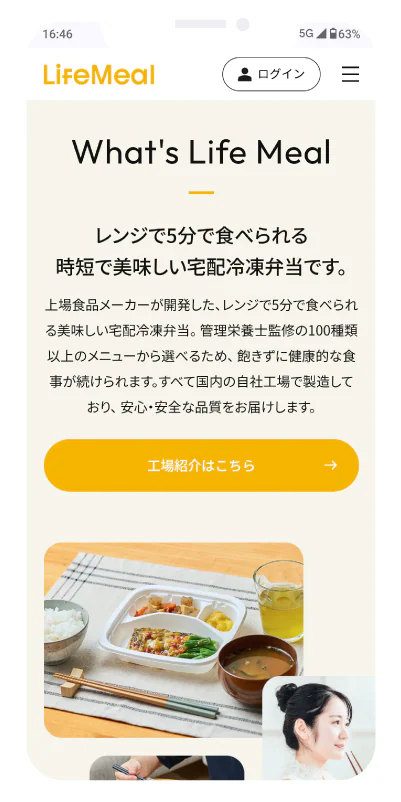 16:46
5G 63%
LifeMeal
ログイン
What's Life Meal
レンジで5分で食べられる
時短で美味しい宅配冷凍弁当です。
上場食品メーカーが開発した、レンジで5分で食べられ
る美味しい宅配冷凍弁当。管理栄養士監修の100種類
以上のメニューから選べるため、飽きずに健康的な食
事が続けられます。すべて国内の自社工場で製造して
おり、安心・安全な品質をお届けします。
工場紹介はこちら